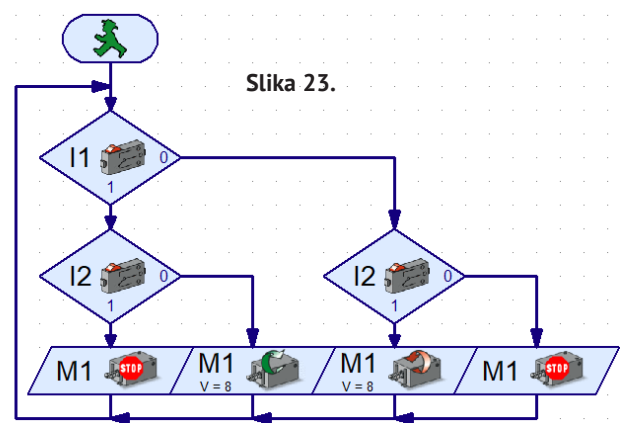 Slika 23.
I1 0
1
I2 0
1
I2 0
1
M1 STOP
M1
V = 8
M1
V = 8
M1 STOP